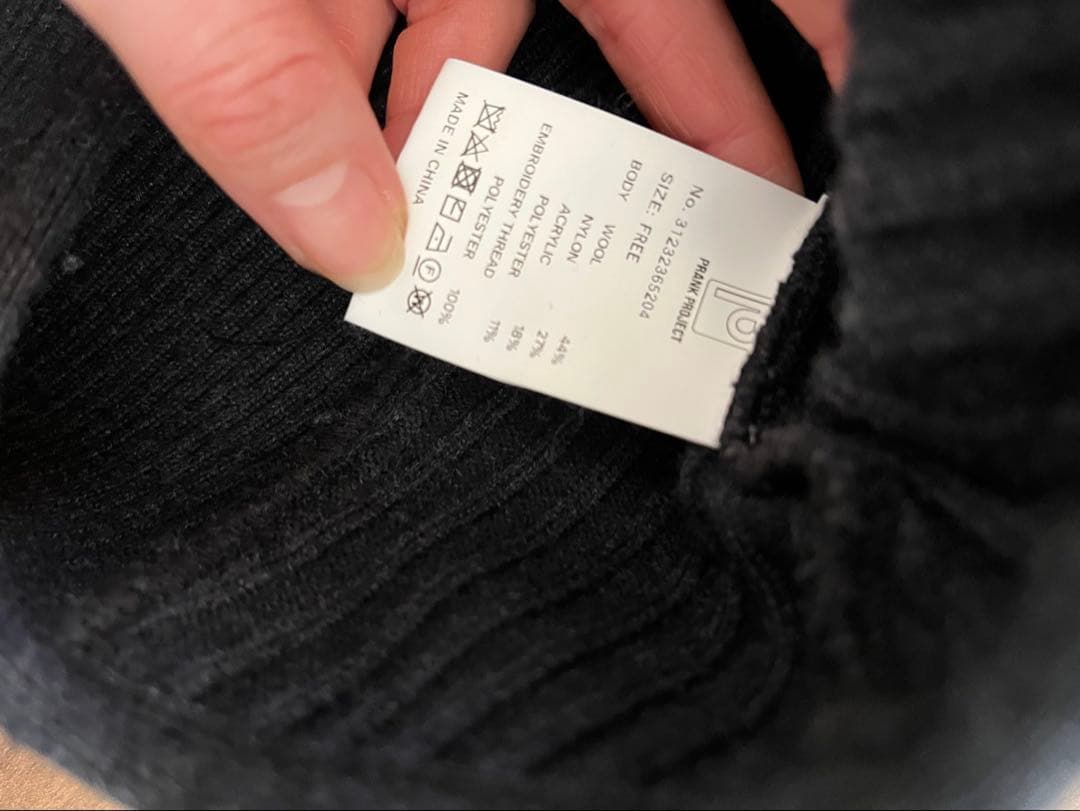 PRANK PROJECT
No. 31232365204
SIZE: FREE
BODY
WOOL 44%
NYLON 27%
ACRYLIC 18%
POLYESTER 11%
EMBROIDERY THREAD
POLYESTER 100%
F
MADE IN CHINA